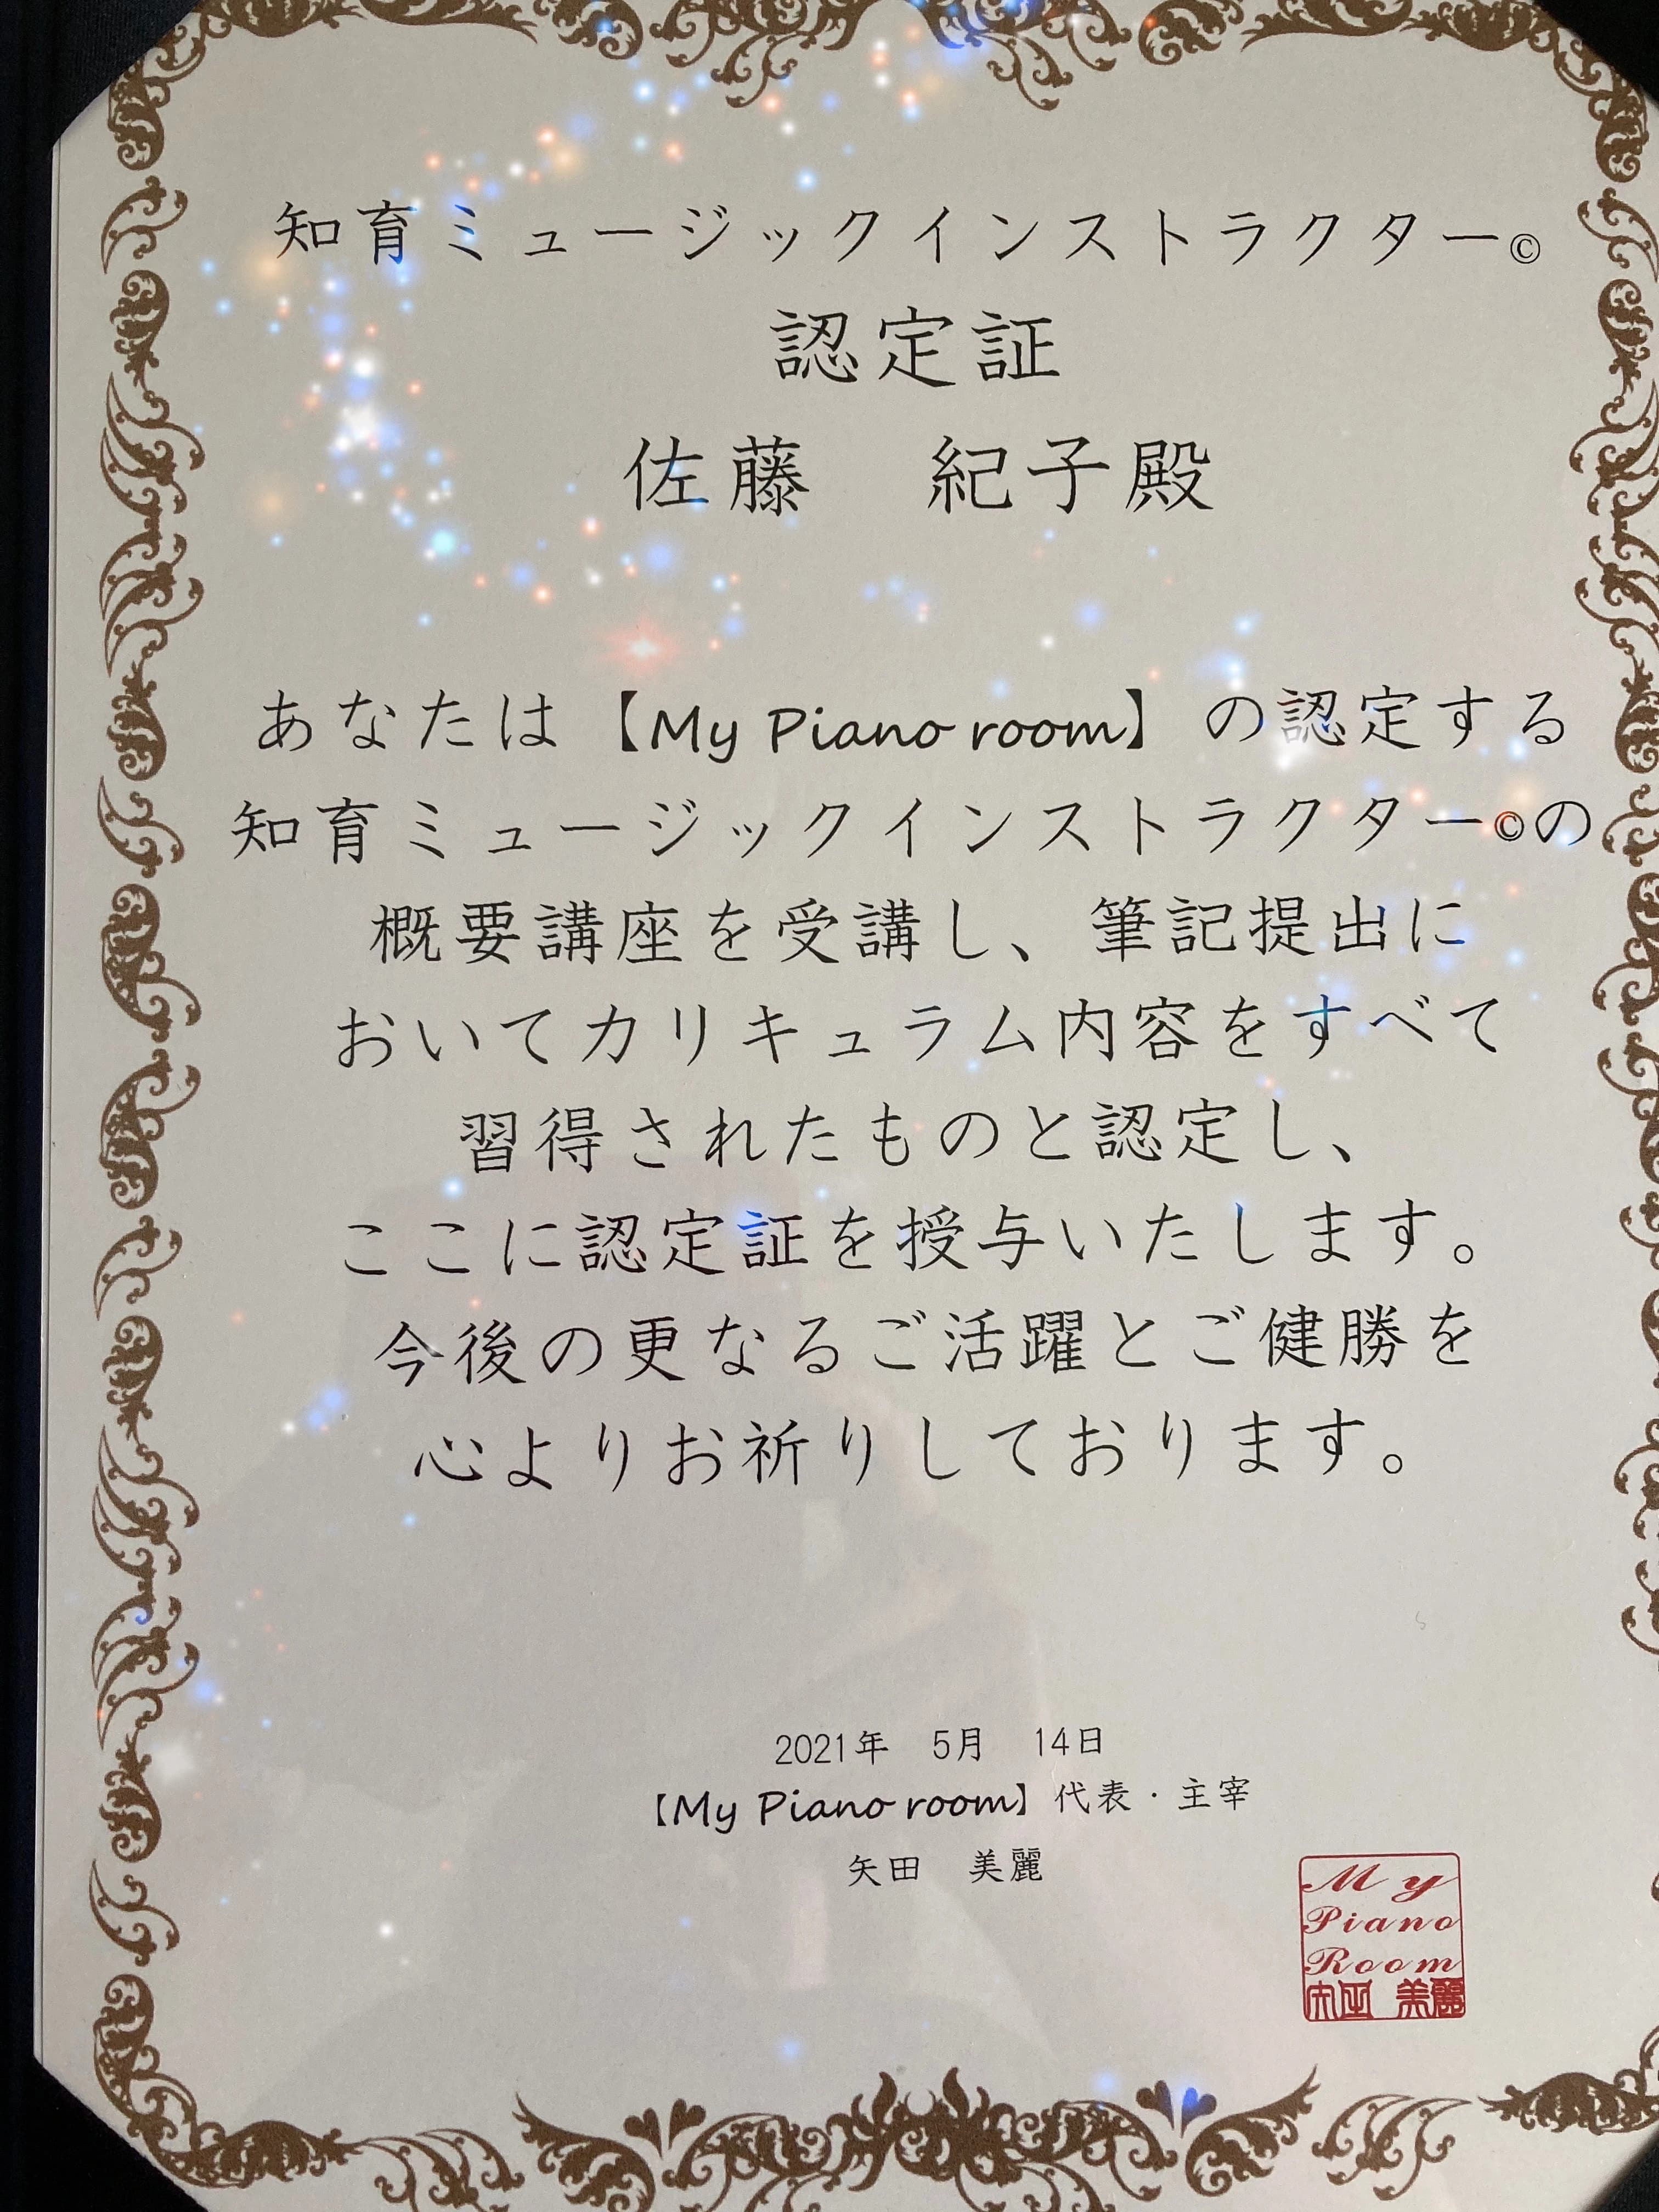 知育ミュージックインストラクター©
認定証
佐藤　紀子殿
あなたは【My Piano room】の認定する
知育ミュージックインストラクター©の
概要講座を受講し、筆記提出に
おいてカリキュラム内容をすべて
習得されたものと認定し、
ここに認定証を授与いたします。
今後の更なるご活躍とご健勝を
心よりお祈りしております。
2021年　5月　14日
【My Piano room】代表・主宰
矢田　美麗
My
Piano
Room
矢田 美麗